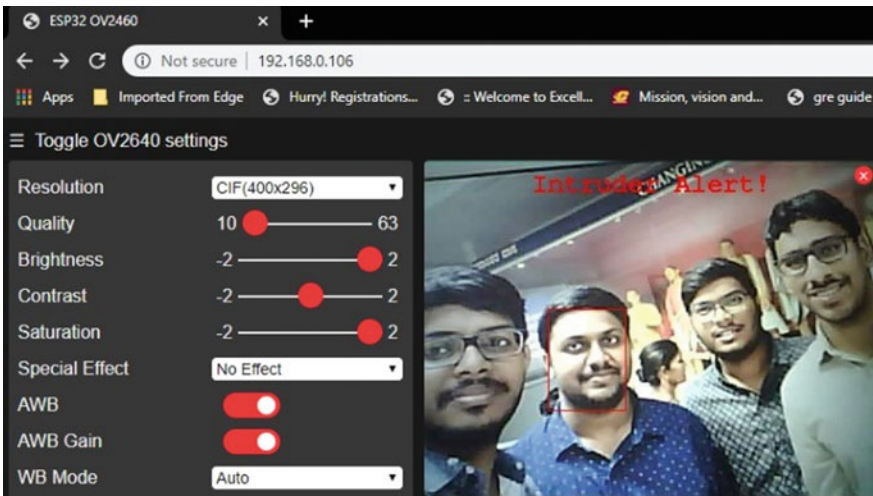 ESP32 OV2460
Not secure | 192.168.0.106
Apps Imported From Edge Hurry! Registrations... :: Welcome to Excell... Mission, vision and... gre guide
Toggle OV2640 settings
Resolution CIF(400x296)
Quality 10 63
Brightness -2 2
Contrast -2 2
Saturation -2 2
Special Effect No Effect
AWB
AWB Gain
WB Mode Auto
Intruder Alert!